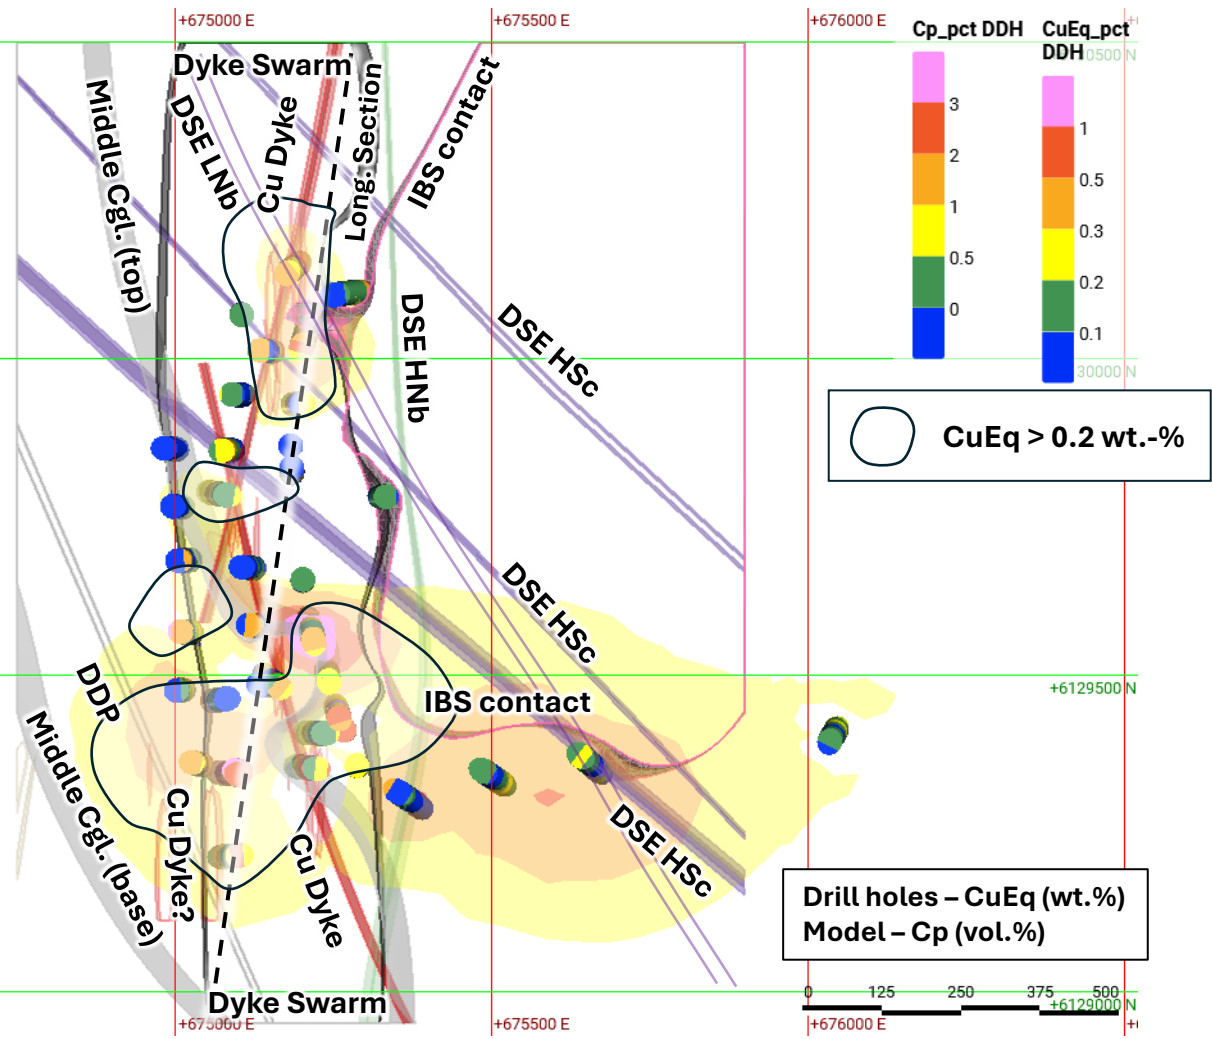 +675000 E
+675500 E
+676000 E
Cp_pct DDH
CuEq_pct
DDH
0500 N
3
2
1
0.5
0
1
0.5
0.3
0.2
0.1
30000 N
Dyke Swarm
Middle Cgl. (top)
DSE LNb
Cu Dyke
Long. Section
IBS contact
DSE HNb
DSE HSc
CuEq > 0.2 wt.-%
DSE HSc
DDP
IBS contact
+6129500 N
Middle Cgl. (base)
Cu Dyke?
Cu Dyke
DSE HSc
Drill holes – CuEq (wt.%)
Model – Cp (vol.%)
Dyke Swarm
0
125
250
375
500
+6129000 N
+675000 E
+675500 E
+676000 E